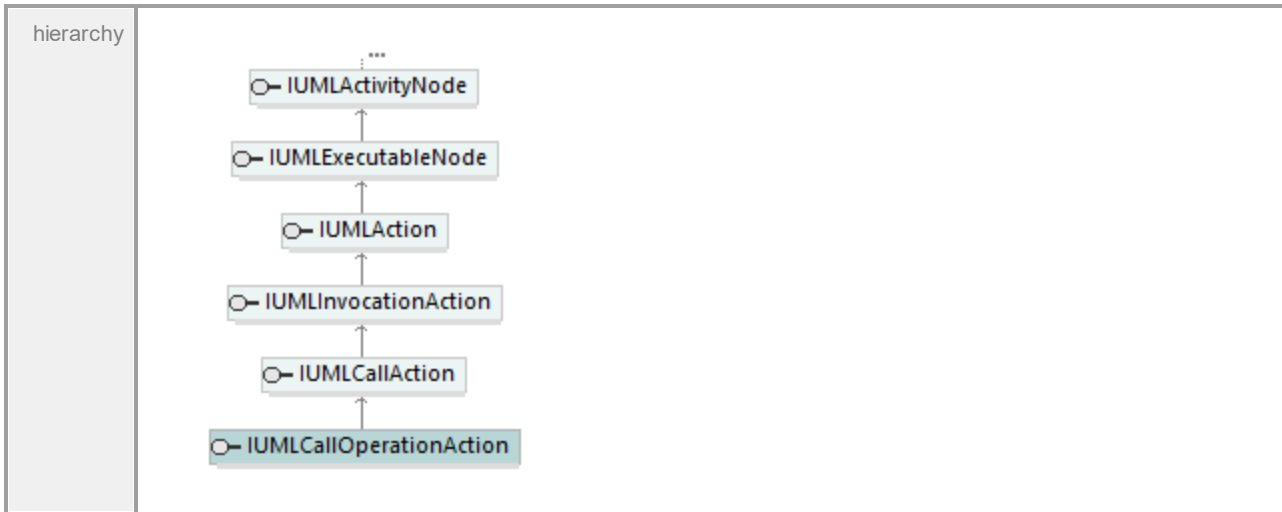 hierarchy
...
IUMLActivityNode
IUMLExecutableNode
IUMLAction
IUMLInvocationAction
IUMLCallAction
IUMLCallOperationAction